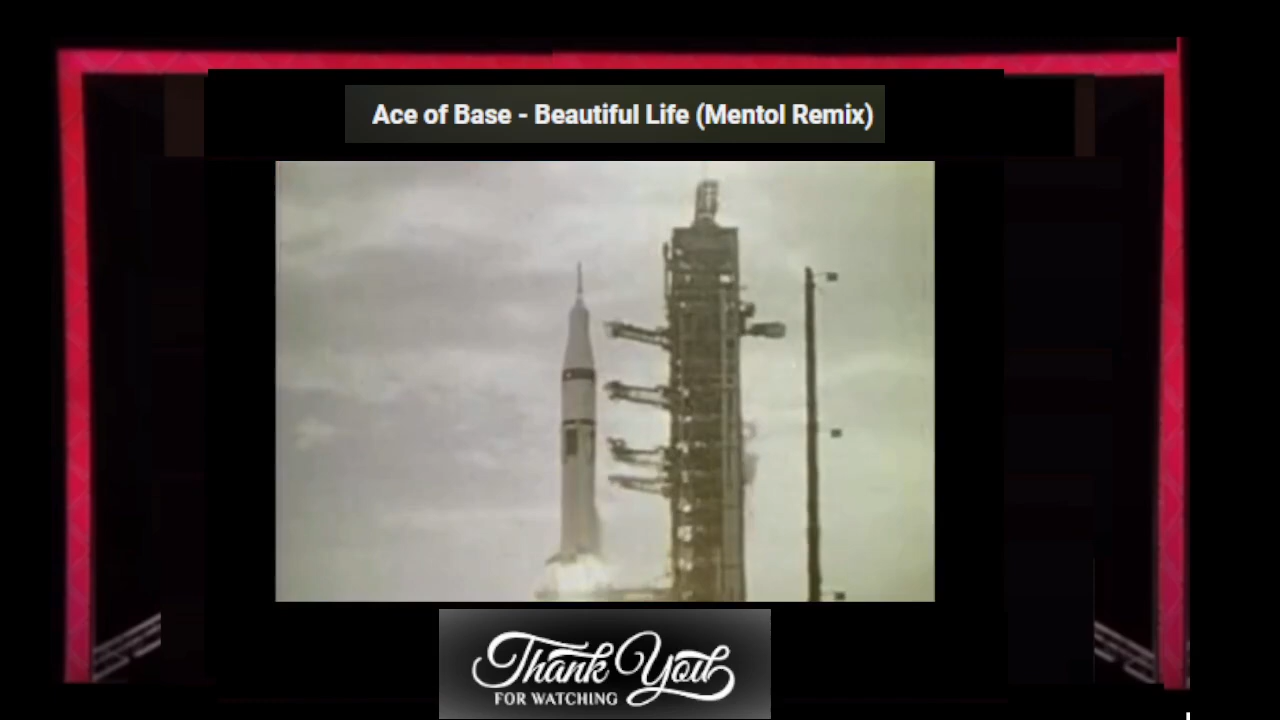 Ace of Base - Beautiful Life (Mentol Remix)
Thank You
FOR WATCHING